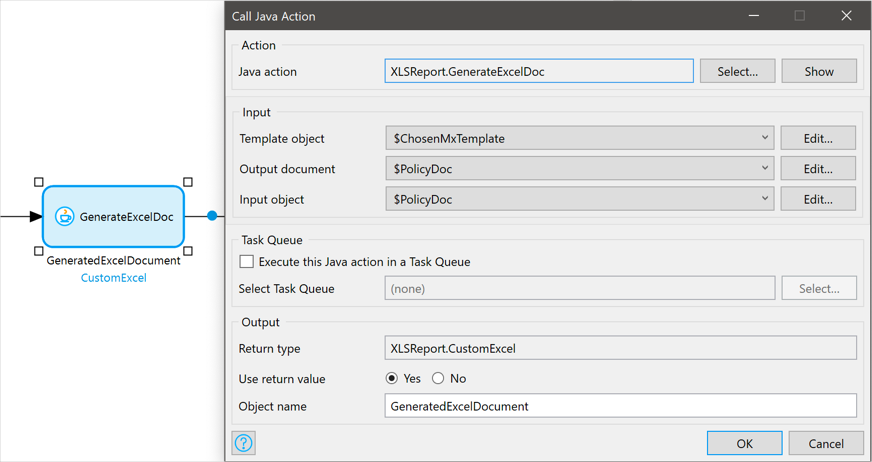 Call Java Action
Action
Java action XLSReport.GenerateExcelDoc Select... Show
Input
Template object $ChosenMxTemplate Edit...
Output document $PolicyDoc Edit...
Input object $PolicyDoc Edit...
GenerateExcelDoc
GeneratedExcelDocument
CustomExcel
Task Queue
Execute this Java action in a Task Queue
Select Task Queue (none) Select...
Output
Return type XLSReport.CustomExcel
Use return value Yes No
Object name GeneratedExcelDocument
? OK Cancel